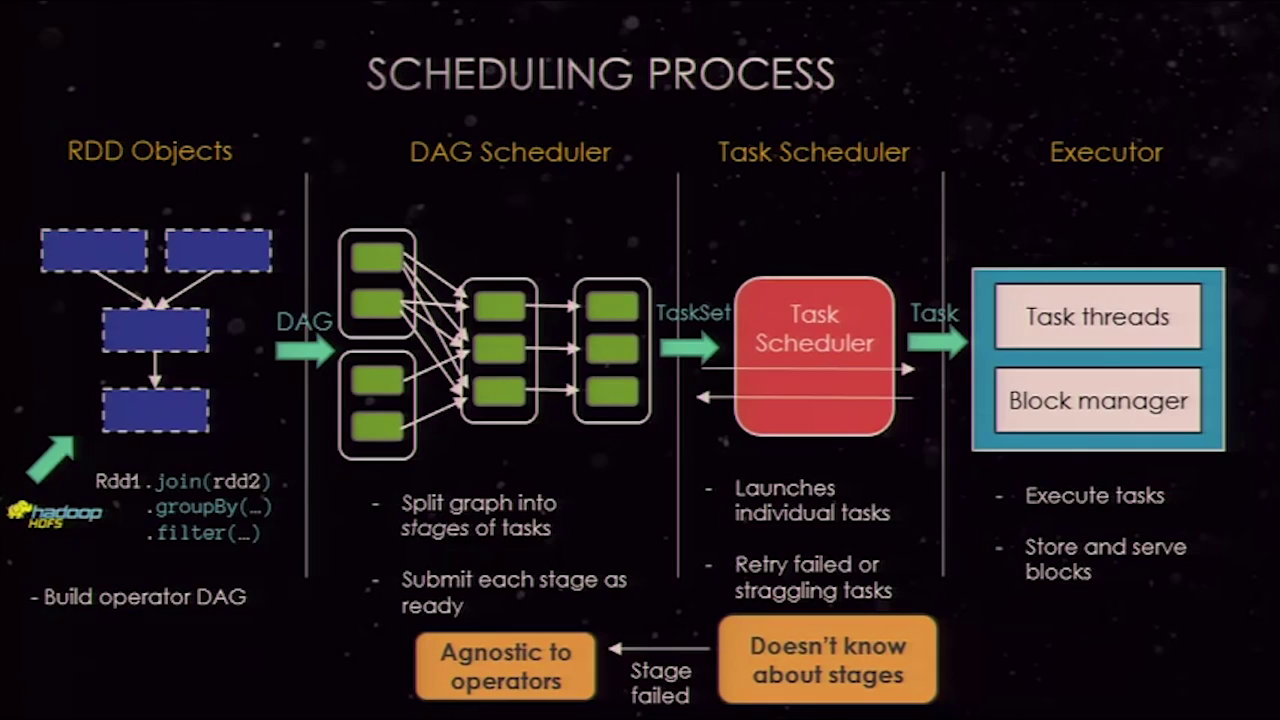 SCHEDULING PROCESS
RDD Objects
DAG Scheduler
Task Scheduler
Executor
DAG
TaskSet
Task
Scheduler
Task
Task threads
Block manager
hadoop
HDFS
Rdd1.join(rdd2)
.groupBy(…)
.filter(…)
- Build operator DAG
- Split graph into
stages of tasks
- Submit each stage as
ready
- Launches
individual tasks
- Retry failed or
straggling tasks
- Execute tasks
- Store and serve
blocks
Agnostic to
operators
Stage
failed
Doesn't know
about stages